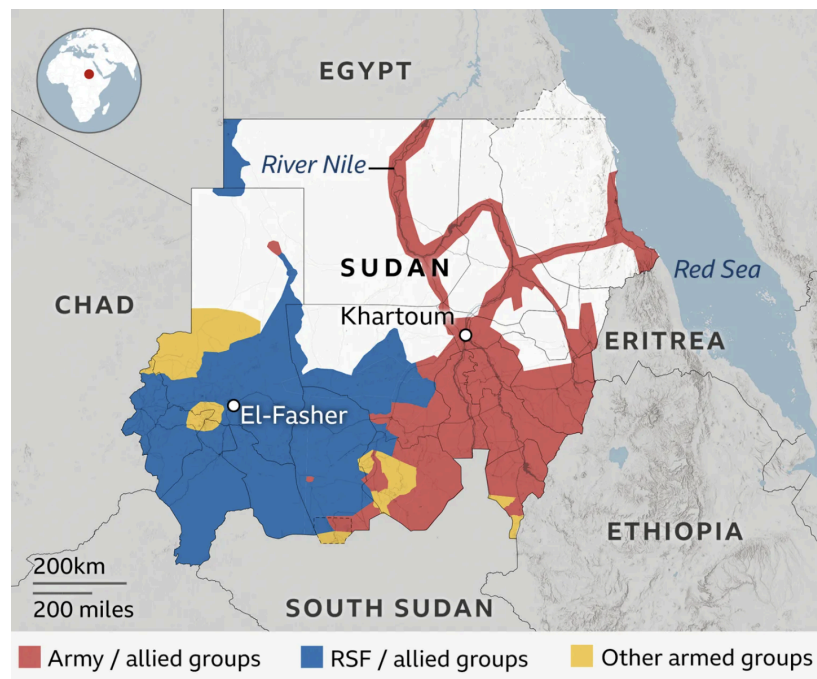 EGYPT
River Nile
SUDAN
Red Sea
CHAD
Khartoum
ERITREA
El-Fasher
ETHIOPIA
200km
200 miles
SOUTH SUDAN
Army / allied groups
RSF / allied groups
Other armed groups